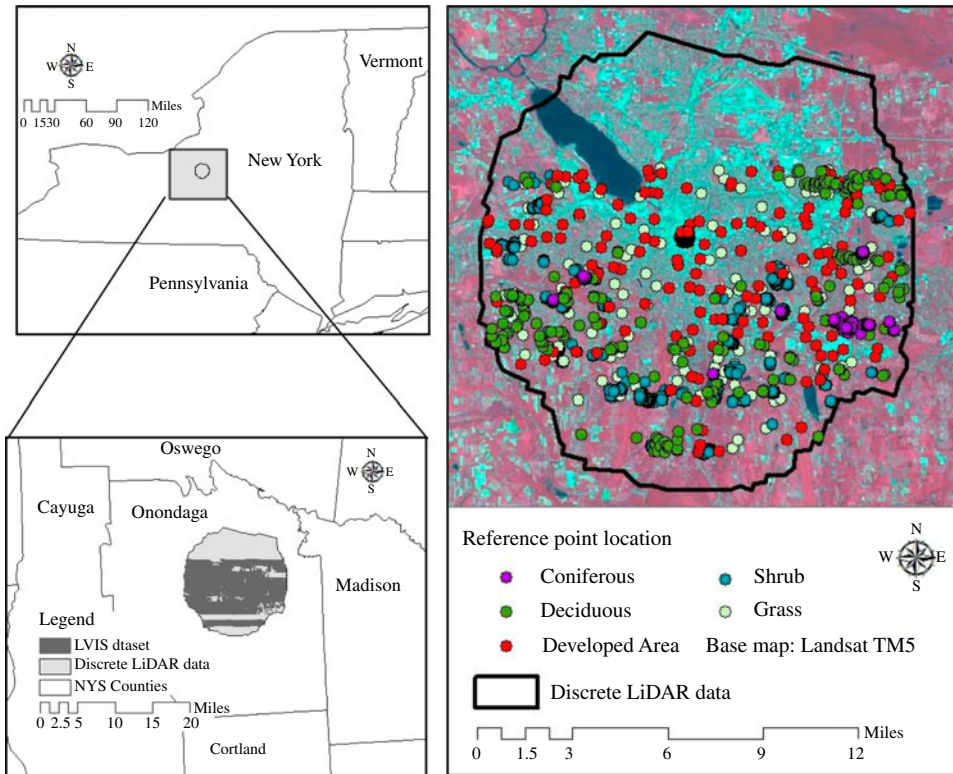 N
W E
S
Miles
0 1530 60 90 120
Vermont
New York
Pennsylvania
Oswego
N
W E
S
Cayuga
Onondaga
Madison
Legend
LVIS dtaset
Discrete LiDAR data
NYS Counties
Miles
0 2.5 5 10 15 20
Cortland
Reference point location
N
W E
S
Coniferous
Shrub
Deciduous
Grass
Developed Area
Base map: Landsat TM5
Discrete LiDAR data
Miles
0 1.5 3 6 9 12